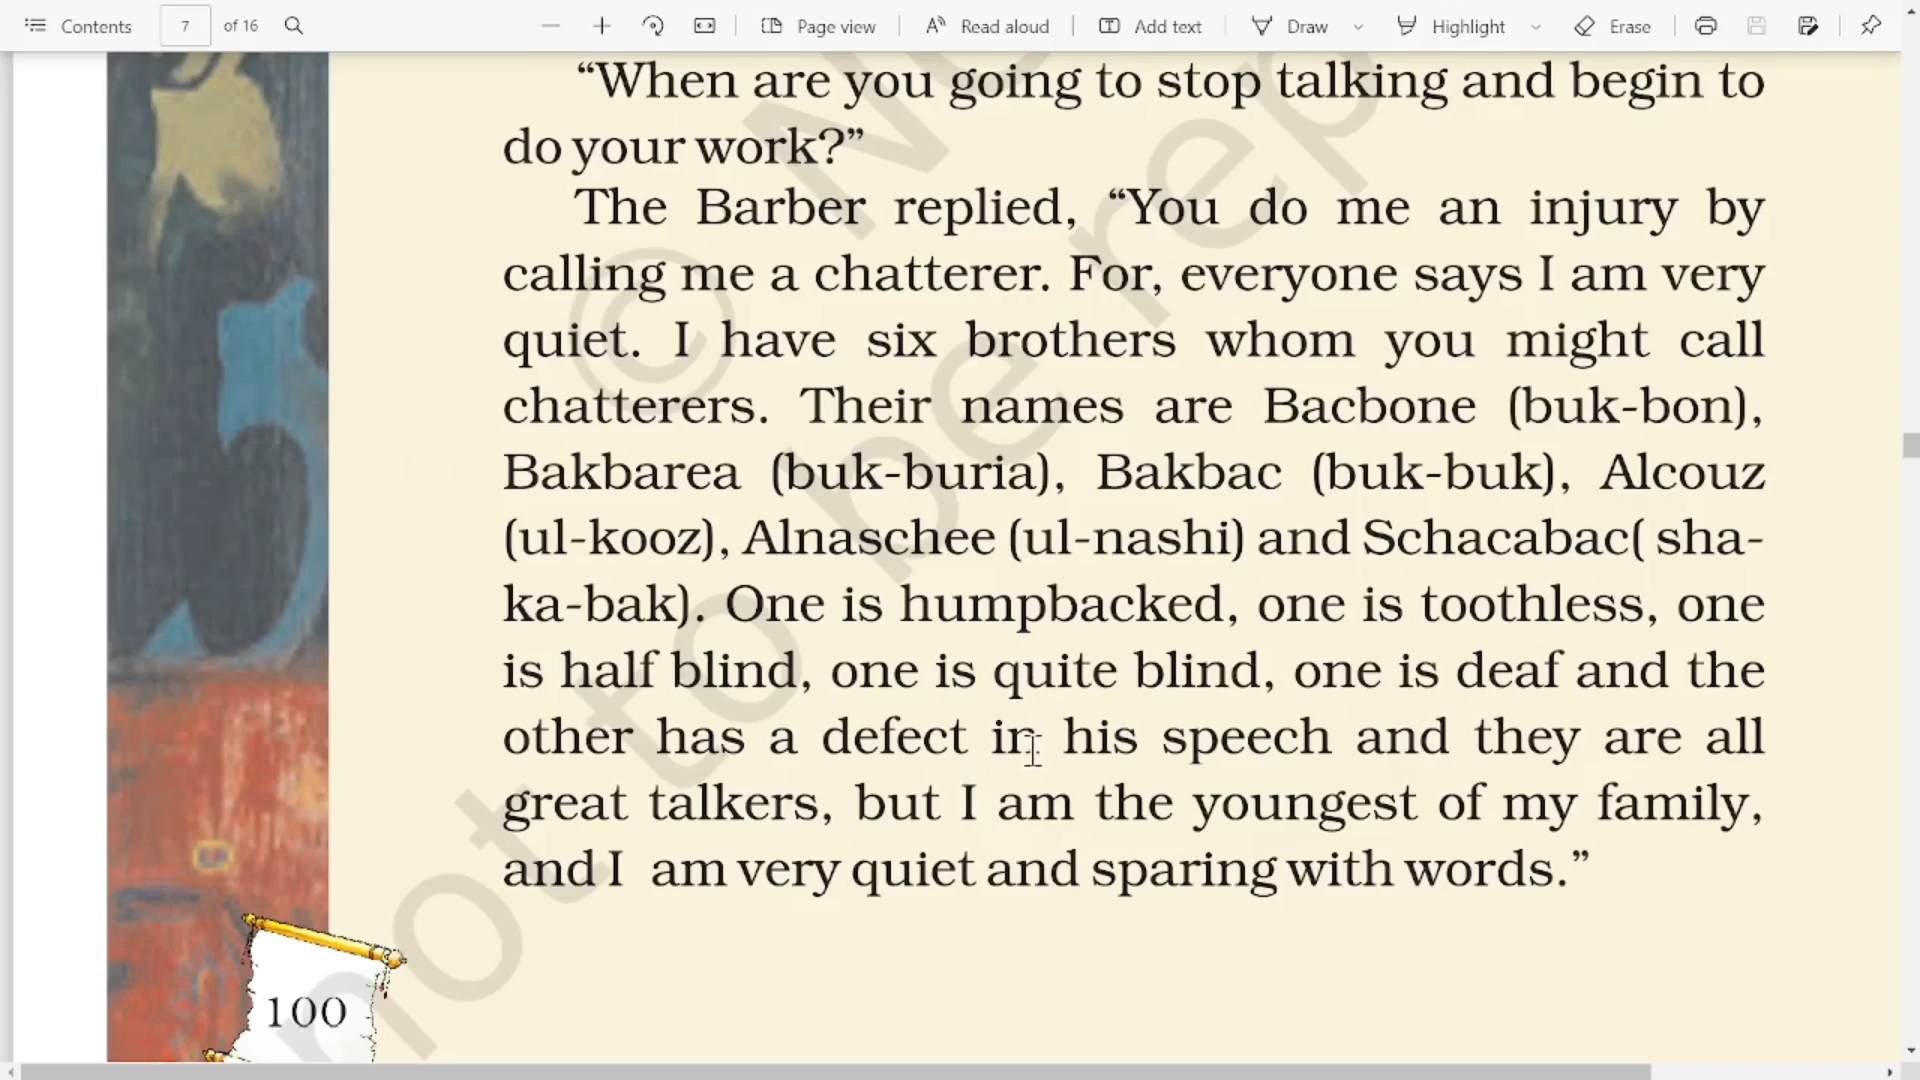 Contents 7 of 16 Page view Read aloud Add text Draw Highlight Erase
“When are you going to stop talking and begin to
do your work?”
The Barber replied, “You do me an injury by
calling me a chatterer. For, everyone says I am very
quiet. I have six brothers whom you might call
chatterers. Their names are Bacbone (buk-bon),
Bakbarea (buk-buria), Bakbac (buk-buk), Alcouz
(ul-kooz), Alnaschee (ul-nashi) and Schacabac( sha-
ka-bak). One is humpbacked, one is toothless, one
is half blind, one is quite blind, one is deaf and the
other has a defect in his speech and they are all
great talkers, but I am the youngest of my family,
and I am very quiet and sparing with words.”
100
© N
not to be rep